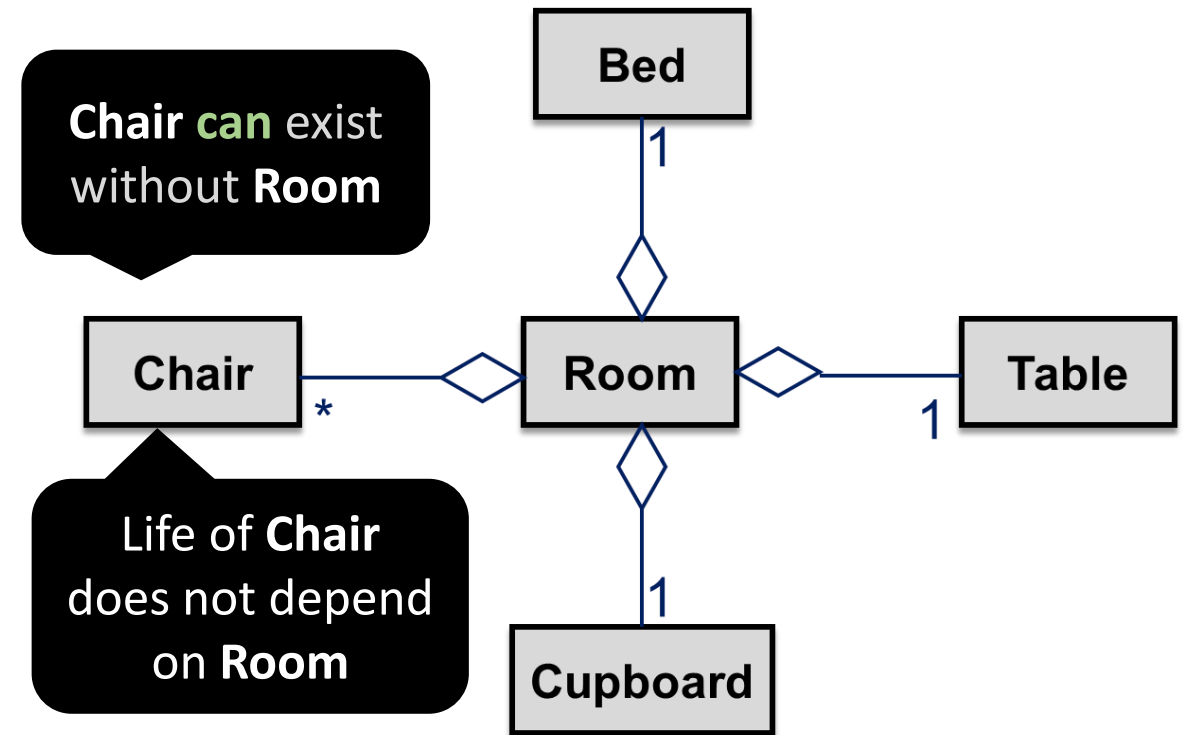 Bed
1
Chair can exist
without Room
Chair
*
Room
Table
1
Life of Chair
does not depend
on Room
1
Cupboard